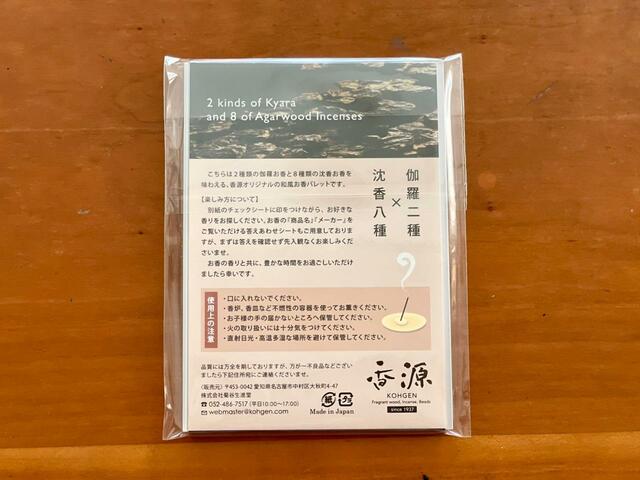 2 kinds of Kyara
and 8 of Agarwood Incenses
伽羅二種
×
沈香八種
こちらは2種類の伽羅お香と8種類の沈香お香を
味わえる、香源オリジナルの和風お香パレットです。
【楽しみ方について】
別紙のチェックシートに印をつけながら、お好きな
香りをお探しください。お香の『商品名』『メーカー』を
ご覧いただける答えあわせシートもご用意しております
が、まずは答えを確認せず先入観なくお楽しみくだ
さいませ。
お香の香りと共に、豊かな時間をお過ごしいただけ
ましたら幸いです。
使用上の注意
・口に入れないでください。
・香炉、香皿など不燃性の容器を使ってお薫きください。
・お子様の手の届かないところへ保管してください。
・火の取り扱いには十分気をつけてください。
・直射日光・高温多湿な場所を避けて保管してください。
品質には万全を期しておりますが、万が一不良品などござい
ましたら下記住所宛にご連絡くださいませ。
(販売元) 〒453-0042 愛知県名古屋市中村区大秋町4-47
株式会社菊谷生進堂
☎ 052-486-7517 (平日10:00〜17:00)
✉ webmaster@kohgen.com
紙 プラ
Made in Japan
香源
KOHGEN
Fragrant wood, Incense, Beads
since 1937